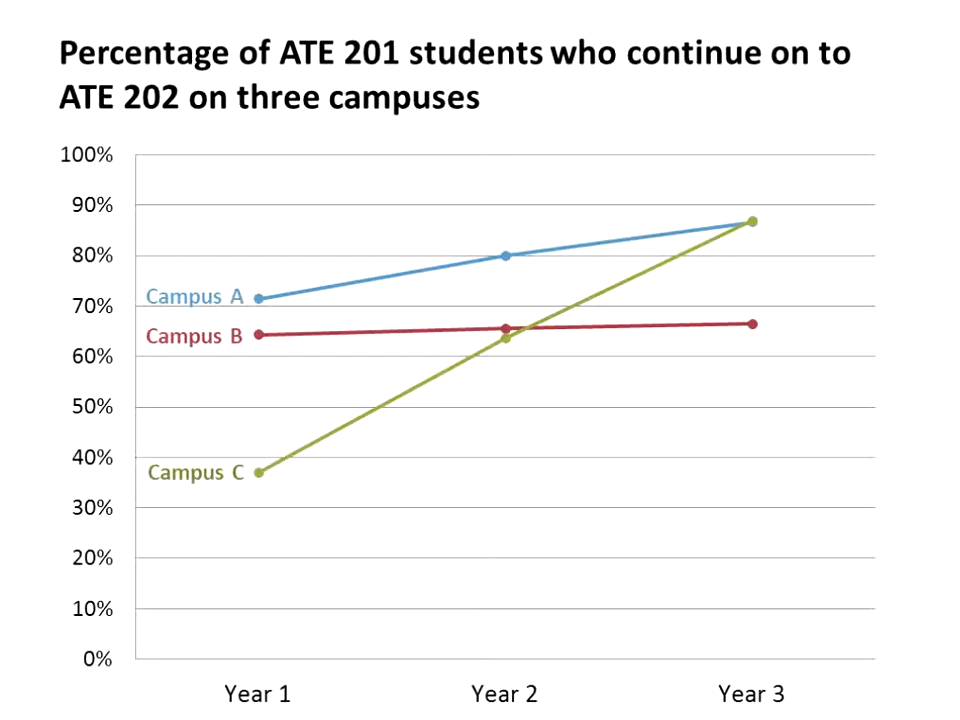 Percentage of ATE 201 students who continue on to
ATE 202 on three campuses
100%
90%
80%
Campus A
70%
Campus B
60%
50%
40%
Campus C
30%
20%
10%
0%
Year 1
Year 2
Year 3